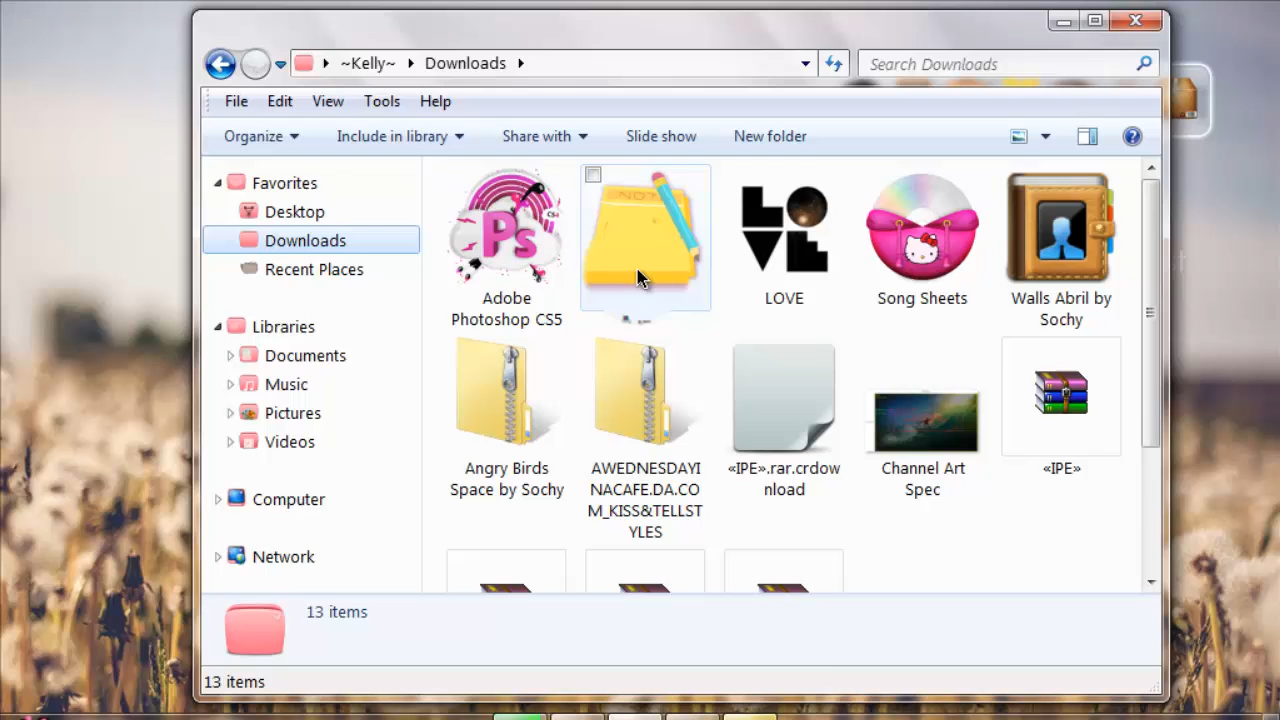 ~Kelly~ Downloads
Search Downloads
File Edit View Tools Help
Organize Include in library Share with Slide show New folder
Favorites
Desktop
Downloads
Recent Places
Libraries
Documents
Music
Pictures
Videos
Computer
Network
Ps
LOVE
Adobe
Photoshop CS5
LOVE
Song Sheets
Walls Abril by
Sochy
Angry Birds
Space by Sochy
AWEDNESDAYI
NACAFE.DA.CO
M_KISS&TELLST
YLES
«IPE».rar.crdow
nload
Channel Art
Spec
«IPE»
13 items
13 items